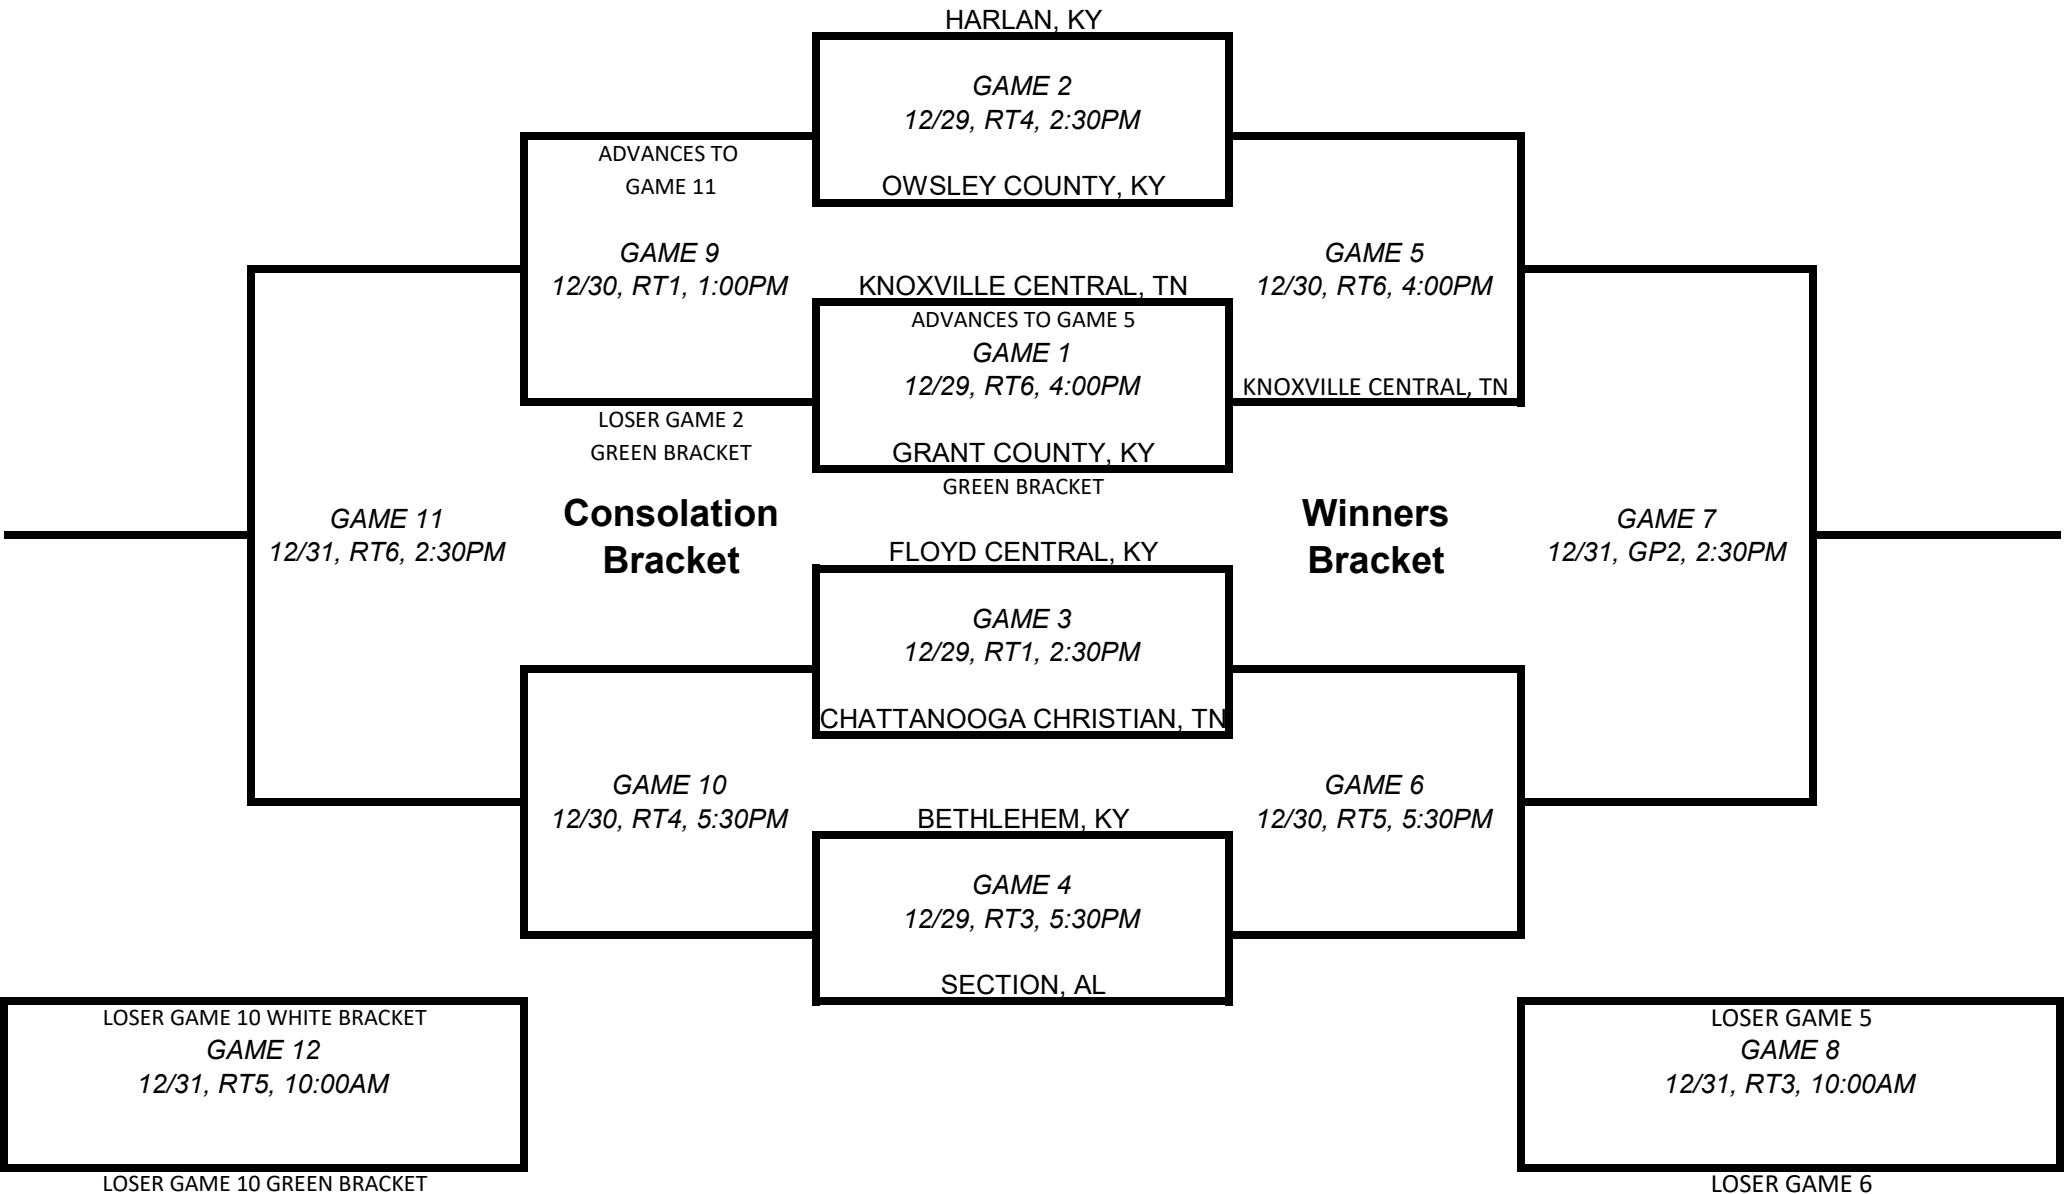 HARLAN, KY
GAME 2
12/29, RT4, 2:30PM
OWSLEY COUNTY, KY
ADVANCES TO
GAME 11
GAME 9
12/30, RT1, 1:00PM
LOSER GAME 2
GREEN BRACKET
KNOXVILLE CENTRAL, TN
ADVANCES TO GAME 5
GAME 1
12/29, RT6, 4:00PM
GRANT COUNTY, KY
GREEN BRACKET
GAME 5
12/30, RT6, 4:00PM
KNOXVILLE CENTRAL, TN
GAME 11
12/31, RT6, 2:30PM
Consolation
Bracket
FLOYD CENTRAL, KY
GAME 3
12/29, RT1, 2:30PM
CHATTANOOGA CHRISTIAN, TN
Winners
Bracket
GAME 7
12/31, GP2, 2:30PM
GAME 10
12/30, RT4, 5:30PM
BETHLEHEM, KY
GAME 4
12/29, RT3, 5:30PM
SECTION, AL
GAME 6
12/30, RT5, 5:30PM
LOSER GAME 10 WHITE BRACKET
GAME 12
12/31, RT5, 10:00AM
LOSER GAME 10 GREEN BRACKET
LOSER GAME 5
GAME 8
12/31, RT3, 10:00AM
LOSER GAME 6